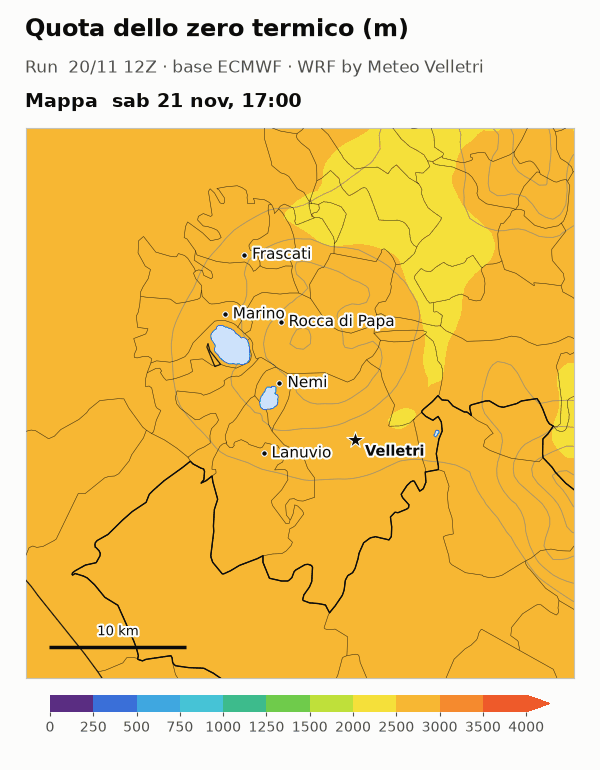 Quota dello zero termico (m)
Run  20/11 12Z · base ECMWF · WRF by Meteo Velletri
Mappa  sab 21 nov, 17:00
Frascati
Marino
Rocca di Papa
Nemi
Velletri
Lanuvio
10 km
0 250 500 750 1000 1250 1500 2000 2500 3000 3500 4000